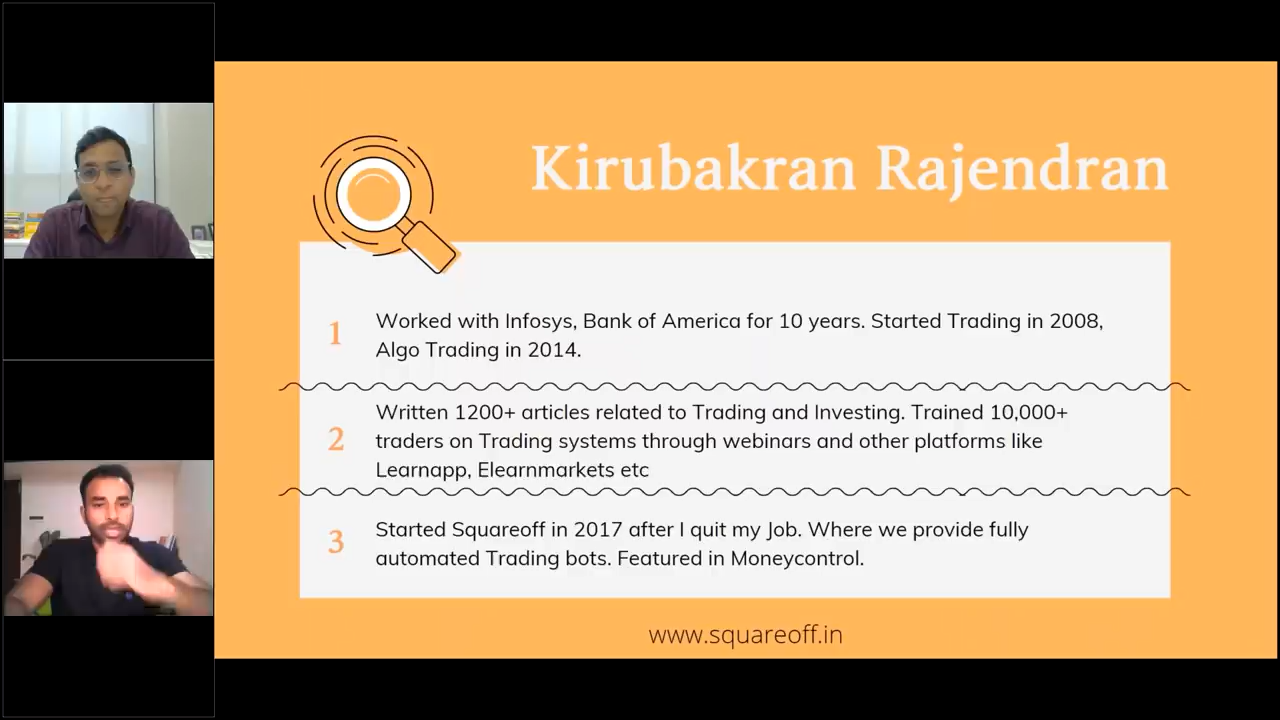 Kirubakran Rajendran
1
Worked with Infosys, Bank of America for 10 years. Started Trading in 2008,
Algo Trading in 2014.
2
Written 1200+ articles related to Trading and Investing. Trained 10,000+
traders on Trading systems through webinars and other platforms like
Learnapp, Elearnmarkets etc
3
Started Squareoff in 2017 after I quit my Job. Where we provide fully
automated Trading bots. Featured in Moneycontrol.
www.squareoff.in